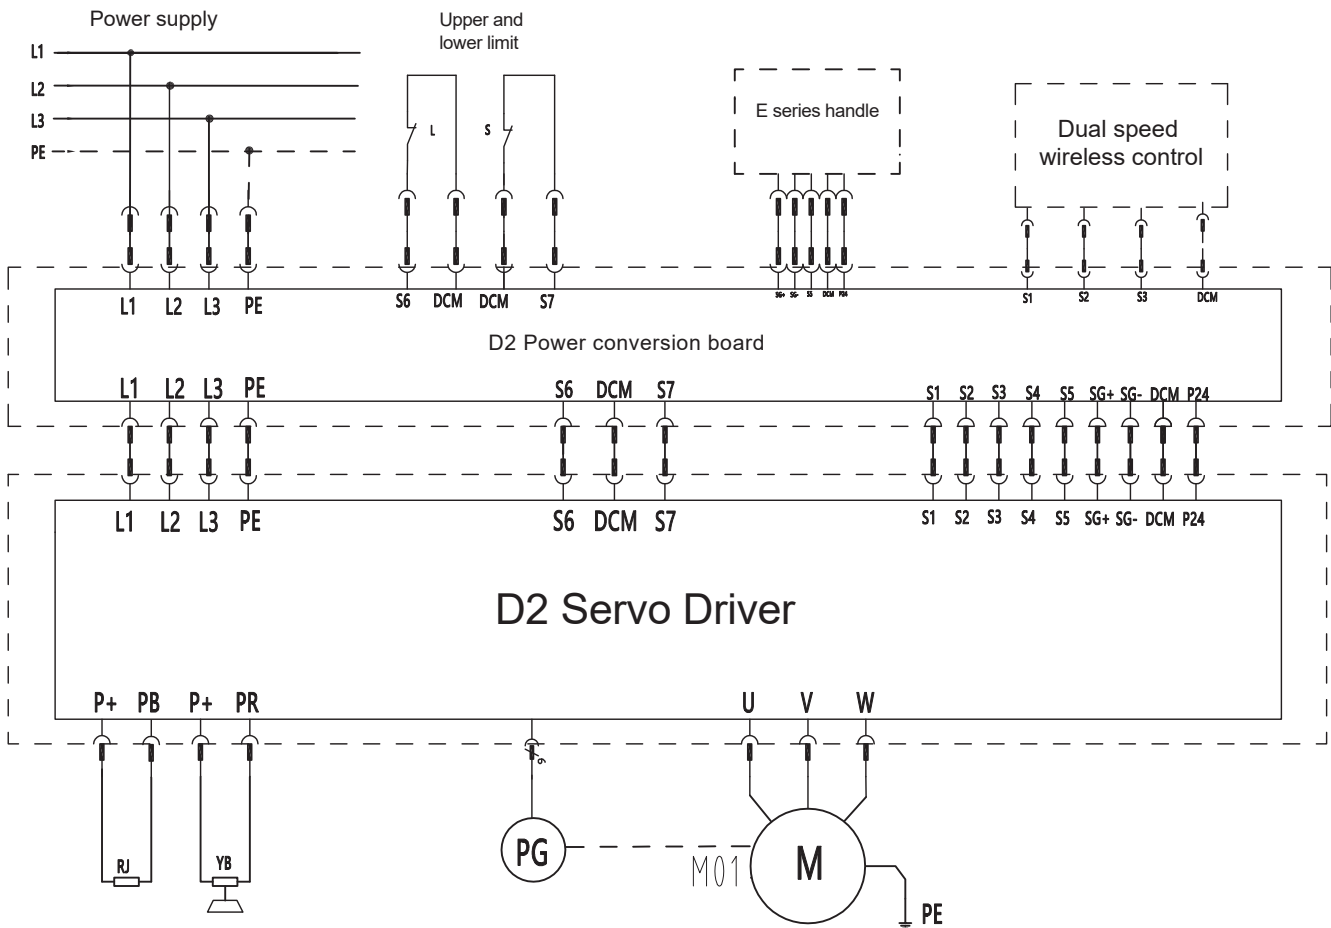 Power supply
Upper and
lower limit
L1
L2
L3
PE
L
S
E series handle
Dual speed
wireless control
L1 L2 L3 PE
S6 DCM DCM S7
SG+ SG- S5 DCM P24
S1 S2 S3 DCM
D2 Power conversion board
L1 L2 L3 PE
S6 DCM S7
S1 S2 S3 S4 S5 SG+ SG- DCM P24
L1 L2 L3 PE
S6 DCM S7
S1 S2 S3 S4 S5 SG+ SG- DCM P24
D2 Servo Driver
P+ PB P+ PR
U V W
6
RJ
YB
PG
M01
M
PE